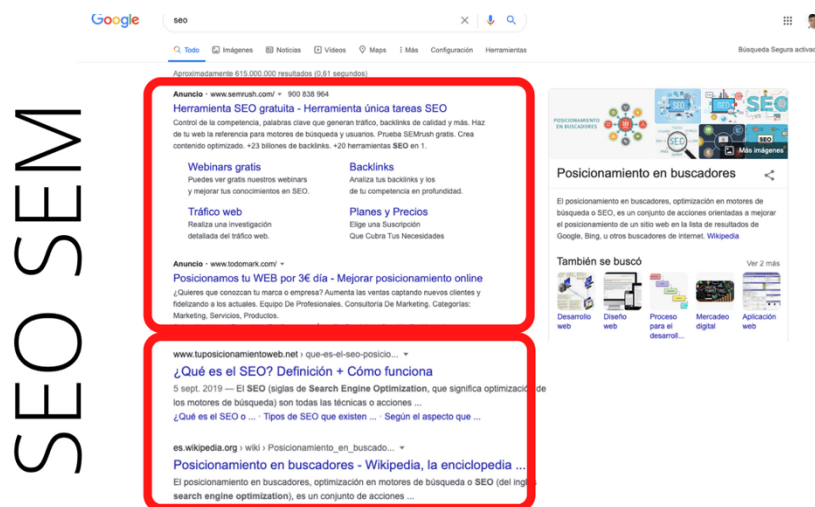 Google
seo
Todo Imágenes Noticias Vídeos Maps Más Configuración Herramientas
Búsqueda Segura activad
Aproximadamente 615.000.000 resultados (0,61 segundos)
SEO SEM
Anuncio · www.semrush.com/ 900 838 964
Herramienta SEO gratuita - Herramienta única tareas SEO
Control de la competencia, palabras clave que generan tráfico, backlinks de calidad y más. Haz
de tu web la referencia para motores de búsqueda y usuarios. Prueba SEMrush gratis. Crea
contenido optimizado. +23 billones de backlinks. +20 herramientas SEO en 1.
Webinars gratis
Puedes ver gratis nuestros webinars
y mejorar tus conocimientos en SEO.
Backlinks
Analiza tus backlinks y los
de tu competencia en profundidad.
Tráfico web
Realiza una investigación
detallada del tráfico web.
Planes y Precios
Elige una Suscripción
Que Cubra Tus Necesidades
Anuncio · www.todomark.com/
Posicionamos tu WEB por 3€ día - Mejorar posicionamiento online
¿Quieres que conozcan tu marca o empresa? Aumenta las ventas captando nuevos clientes y
fidelizando a los actuales. Equipo De Profesionales. Consultoría De Marketing. Categorías:
Marketing, Servicios, Productos.
www.tuposicionamientoweb.net › que-es-el-seo-posicio...
¿Qué es el SEO? Definición + Cómo funciona
5 sept. 2019 — El SEO (siglas de Search Engine Optimization, que significa optimización de
los motores de búsqueda) son todas las técnicas o acciones ...
¿Qué es el SEO o ... · Tipos de SEO que existen ... · Según el aspecto que ...
es.wikipedia.org › wiki › Posicionamiento_en_buscado...
Posicionamiento en buscadores - Wikipedia, la enciclopedia ...
El posicionamiento en buscadores, optimización en motores de búsqueda o SEO (del inglés
search engine optimization), es un conjunto de acciones ...
POSICIONAMIENTO
EN BUSCADORES
SEO
SEO
SEO
SEO
Más imágenes
Posicionamiento en buscadores
El posicionamiento en buscadores, optimización en motores de
búsqueda o SEO, es un conjunto de acciones orientadas a mejorar
el posicionamiento de un sitio web en la lista de resultados de
Google, Bing, u otros buscadores de internet. Wikipedia
También se buscó
Ver 2 más
Desarrollo
web
Diseño
web
Proceso
para el
desarroll...
Mercadeo
digital
Aplicación
web